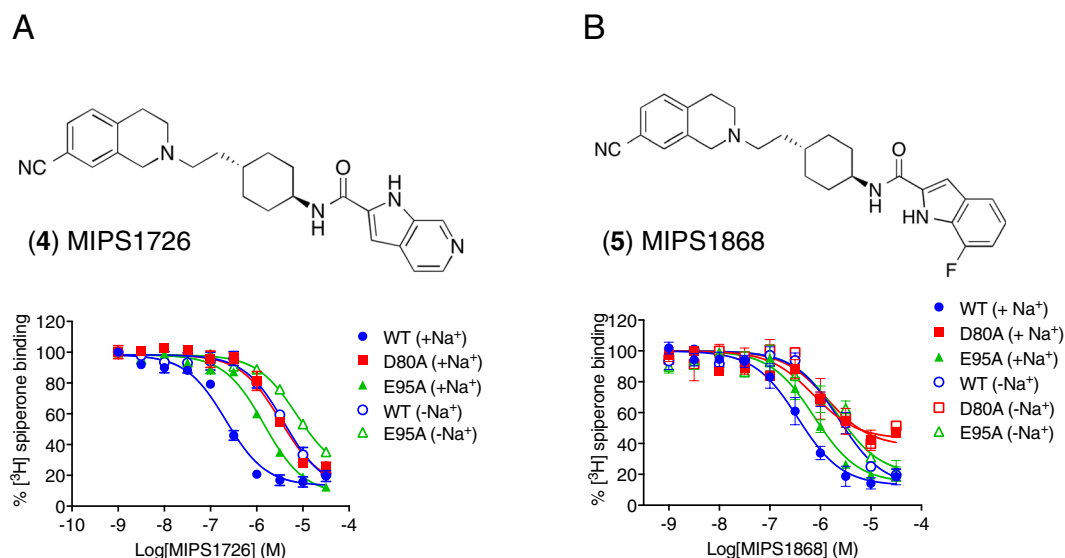 A
B
NC
N
O
N
H
NH
N
(4) MIPS1726
NC
N
O
N
H
HN
F
(5) MIPS1868
% [³H] spiperone binding
120
100
80
60
40
20
0
-10
-9
-8
-7
-6
-5
-4
Log[MIPS1726] (M)
WT (+Na⁺)
D80A (+Na⁺)
E95A (+Na⁺)
WT (-Na⁺)
E95A (-Na⁺)
% [³H] spiperone binding
120
100
80
60
40
20
0
-9
-8
-7
-6
-5
-4
Log[MIPS1868] (M)
WT (+ Na⁺)
D80A (+ Na⁺)
E95A (+Na⁺)
WT (-Na⁺)
D80A (-Na⁺)
E95A (-Na⁺)